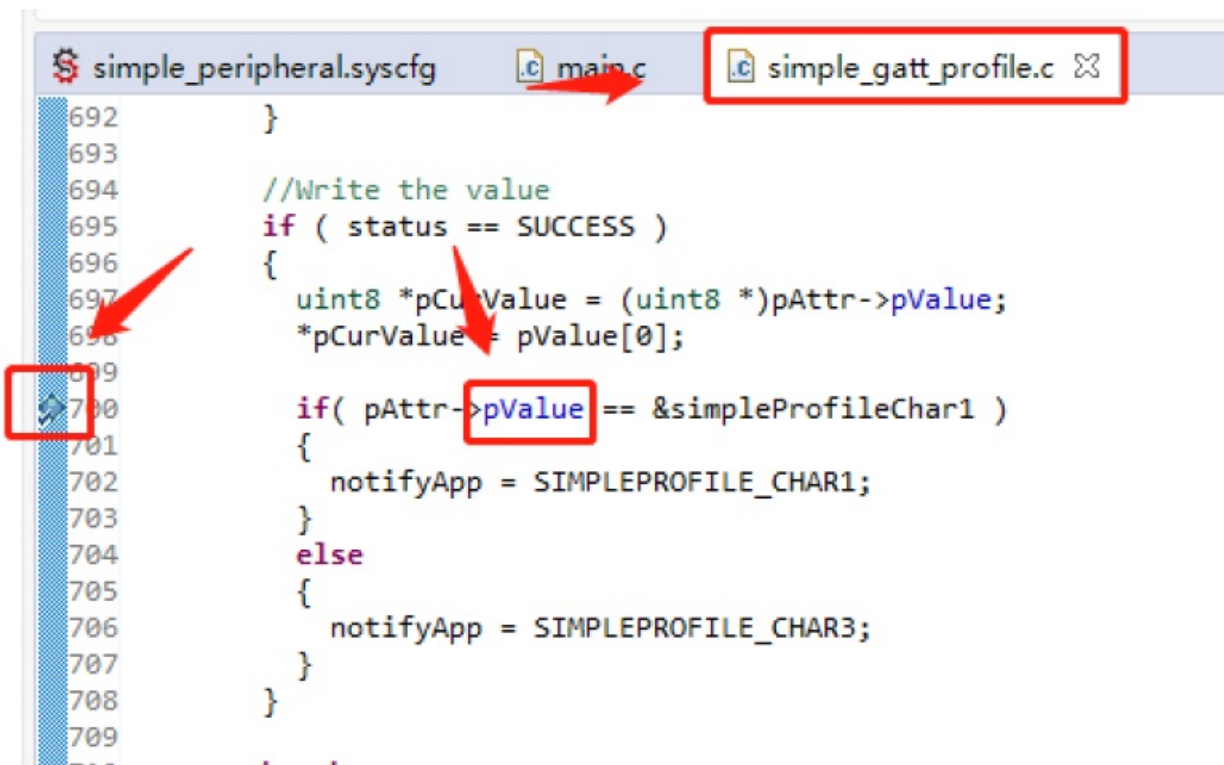 simple_peripheral.syscfg main.c simple_gatt_profile.c
692 }
693
694 //Write the value
695 if ( status == SUCCESS )
696 {
697 uint8 *pCurValue = (uint8 *)pAttr->pValue;
698 *pCurValue = pValue[0];
699
700 if( pAttr->pValue == &simpleProfileChar1 )
701 {
702 notifyApp = SIMPLEPROFILE_CHAR1;
703 }
704 else
705 {
706 notifyApp = SIMPLEPROFILE_CHAR3;
707 }
708 }
709